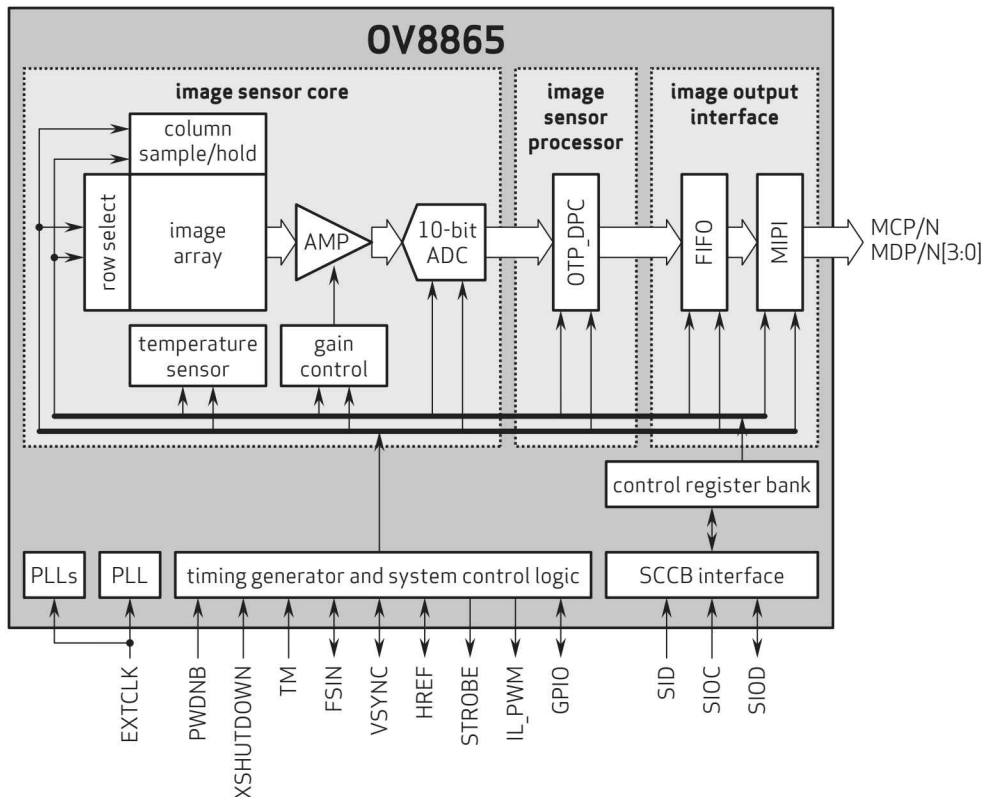 OV8865
image sensor core
image
sensor
processor
image output
interface
column
sample/hold
row select
image
array
AMP
10-bit
ADC
OTP_DPC
FIFO
MIPI
MCP/N
MDP/N[3:0]
temperature
sensor
gain
control
control register bank
PLLs
PLL
timing generator and system control logic
SCCB interface
EXTCLK
PWDNB
XSHUTDOWN
TM
FSIN
VSYNC
HREF
STROBE
IL_PWM
GPIO
SID
SIOC
SIOD